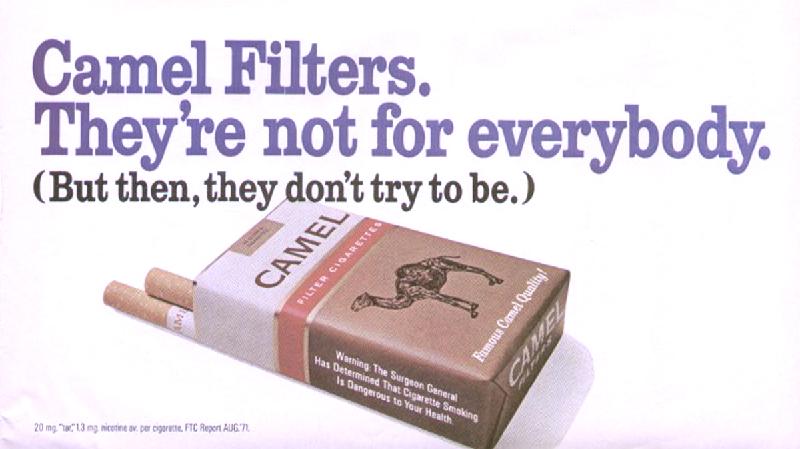 Camel Filters.
They're not for everybody.
(But then, they don't try to be.)
CAMEL
FILTER CIGARETTES
Famous Camel Quality!
CAMEL
FILTERS
Warning: The Surgeon General
Has Determined That Cigarette Smoking
Is Dangerous to Your Health
20 mg. "tar," 1.3 mg. nicotine av. per cigarette, FTC Report AUG.'71.